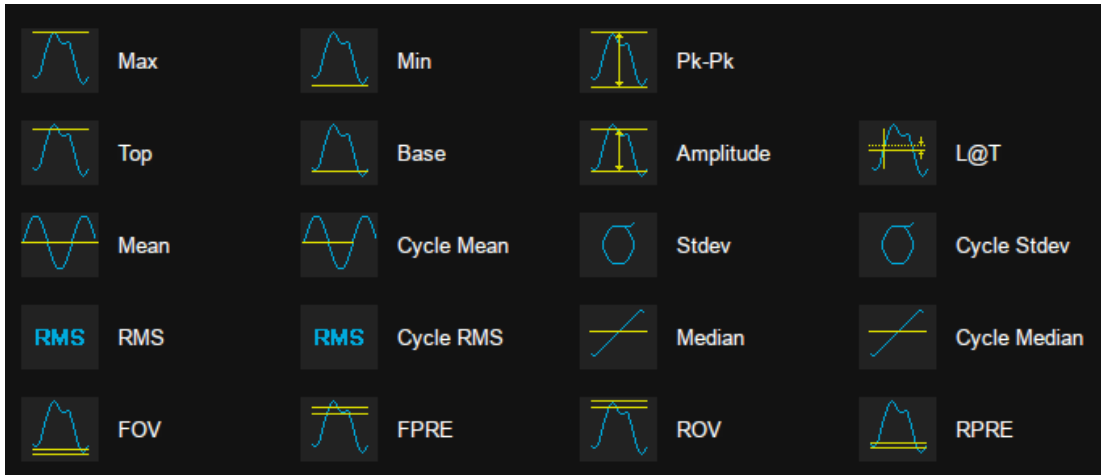 Max Min Pk-Pk
Top Base Amplitude L@T
Mean Cycle Mean Stdev Cycle Stdev
RMS RMS RMS Cycle RMS Median Cycle Median
FOV FPRE ROV RPRE